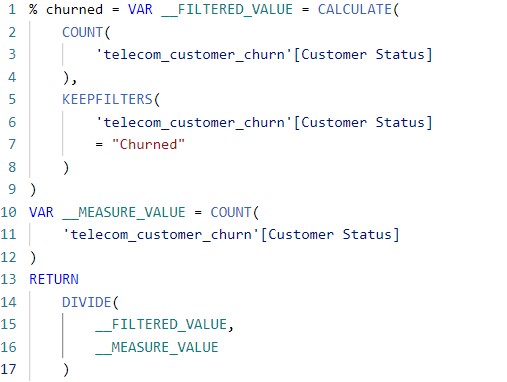 1 % churned = VAR __FILTERED_VALUE = CALCULATE(
2 COUNT(
3 'telecom_customer_churn'[Customer Status]
4 ),
5 KEEPFILTERS(
6 'telecom_customer_churn'[Customer Status]
7 = "Churned"
8 )
9 )
10 VAR __MEASURE_VALUE = COUNT(
11 'telecom_customer_churn'[Customer Status]
12 )
13 RETURN
14 DIVIDE(
15 __FILTERED_VALUE,
16 __MEASURE_VALUE
17 )